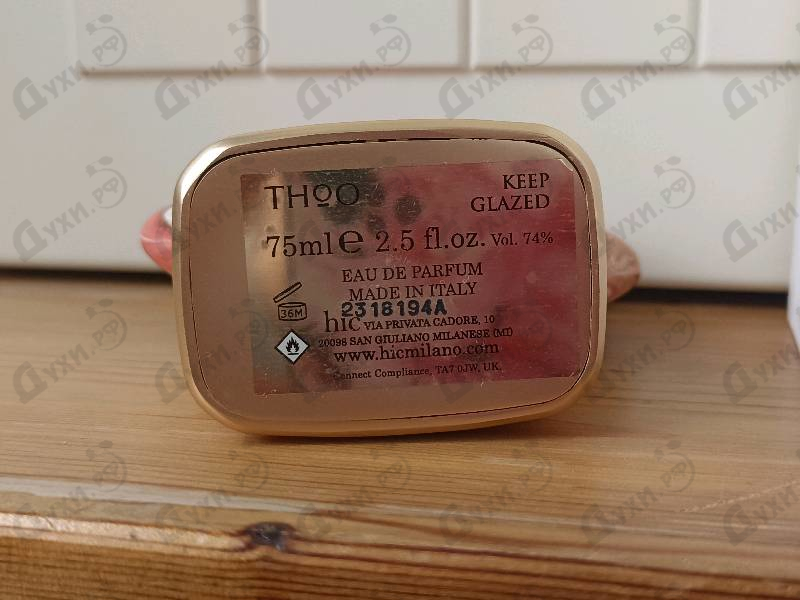 THOO
KEEP
GLAZED
75ml e 2.5 fl.oz. Vol. 74%
EAU DE PARFUM
MADE IN ITALY
36M
2318194A
hic VIA PRIVATA CADORE, 10
20098 SAN GIULIANO MILANESE (MI)
www.hicmilano.com
Connect Compliance, TA7 0JW, UK.
Духи.рф